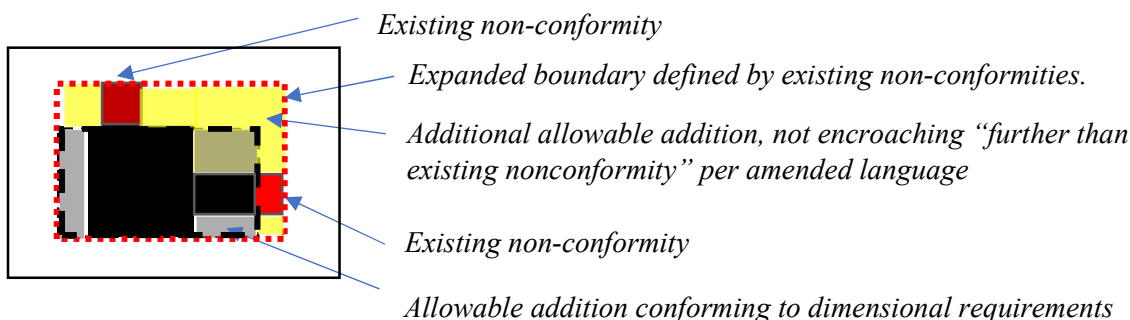 Existing non-conformity
Expanded boundary defined by existing non-conformities.
Additional allowable addition, not encroaching “further than
existing nonconformity” per amended language
Existing non-conformity
Allowable addition conforming to dimensional requirements